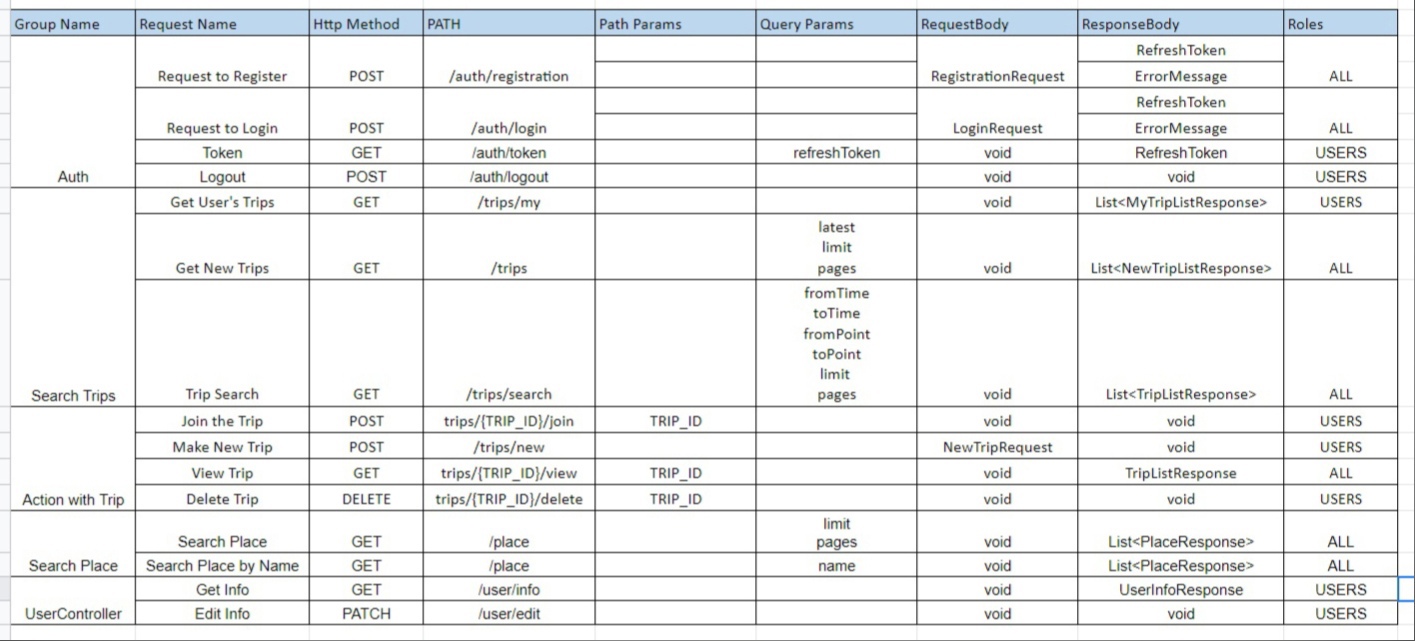 Group Name Request Name Http Method PATH Path Params Query Params RequestBody ResponseBody Roles
RefreshToken
Request to Register POST /auth/registration RegistrationRequest ErrorMessage ALL
RefreshToken
Request to Login POST /auth/login LoginRequest ErrorMessage ALL
Token GET /auth/token refreshToken void RefreshToken USERS
Auth Logout POST /auth/logout void void USERS
Get User's Trips GET /trips/my void List<MyTripListResponse> USERS
latest
limit
Get New Trips GET /trips pages void List<NewTripListResponse> ALL
fromTime
toTime
fromPoint
toPoint
limit
Search Trips Trip Search GET /trips/search pages void List<TripListResponse> ALL
Join the Trip POST trips/{TRIP_ID}/join TRIP_ID void void USERS
Make New Trip POST /trips/new NewTripRequest void USERS
View Trip GET trips/{TRIP_ID}/view TRIP_ID void TripListResponse ALL
Action with Trip Delete Trip DELETE trips/{TRIP_ID}/delete TRIP_ID void void USERS
limit
Search Place GET /place pages void List<PlaceResponse> ALL
Search Place Search Place by Name GET /place name void List<PlaceResponse> ALL
Get Info GET /user/info void UserInfoResponse USERS
UserController Edit Info PATCH /user/edit void void USERS